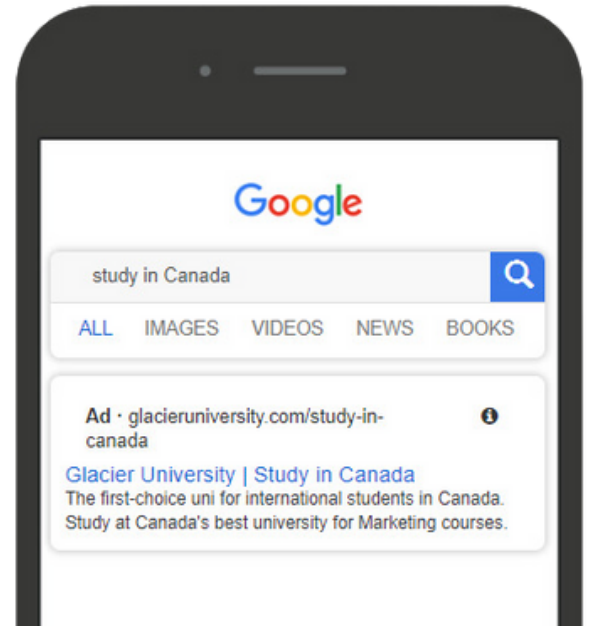 Google
study in Canada
ALL IMAGES VIDEOS NEWS BOOKS
Ad · glacieruniversity.com/study-in-
canada
Glacier University | Study in Canada
The first-choice uni for international students in Canada.
Study at Canada's best university for Marketing courses.